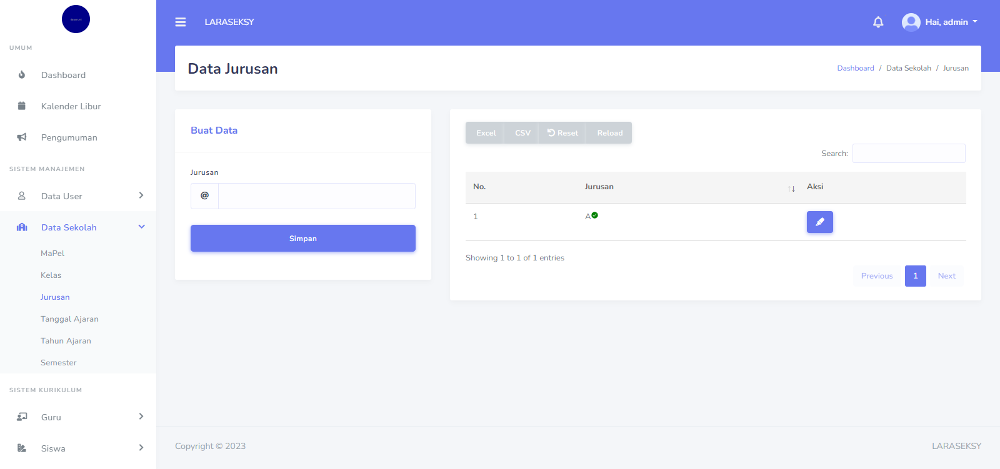 LARASEKSY
Hai, admin
UMUM
Dashboard
Kalender Libur
Pengumuman
SISTEM MANAJEMEN
Data User
Data Sekolah
MaPel
Kelas
Jurusan
Tanggal Ajaran
Tahun Ajaran
Semester
SISTEM KURIKULUM
Guru
Siswa
Data Jurusan
Dashboard / Data Sekolah / Jurusan
Buat Data
Jurusan
@
Simpan
Excel CSV Reset Reload
Search:
No. Jurusan Aksi
1 A
Showing 1 to 1 of 1 entries
Previous 1 Next
Copyright © 2023
LARASEKSY